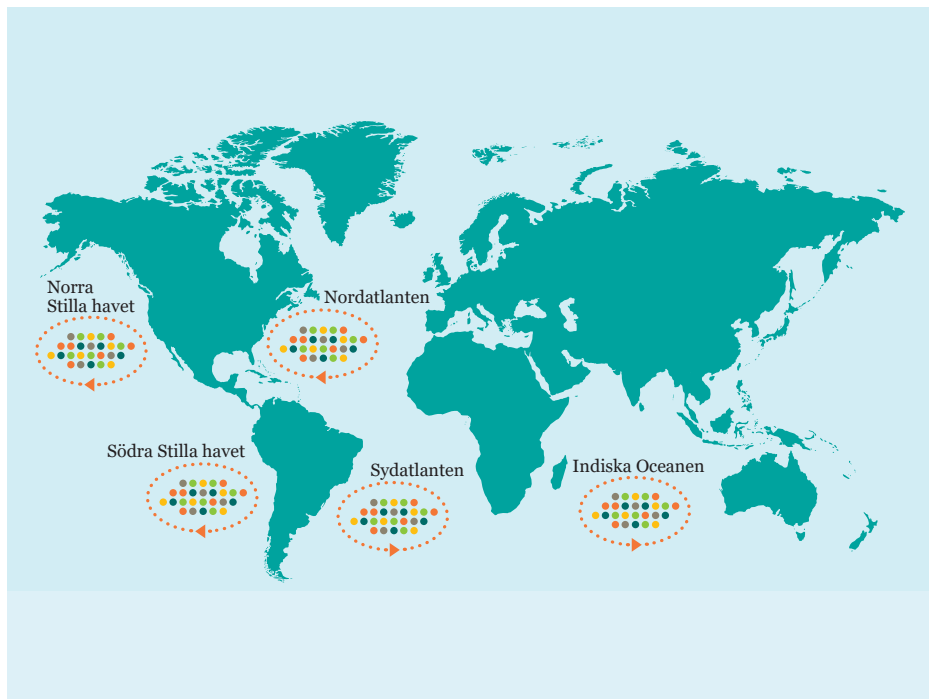 Norra
Stilla havet
Nordatlanten
Södra Stilla havet
Sydatlanten
Indiska Oceanen